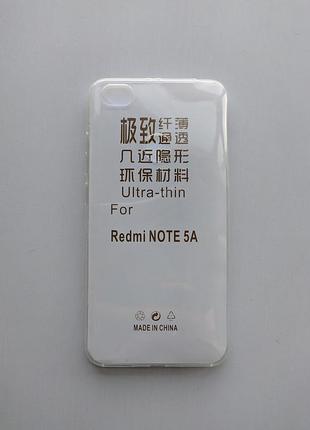 极致纤薄
通透
几近隐形
环保材料
Ultra-thin
For
Redmi NOTE 5A
MADE IN CHINA